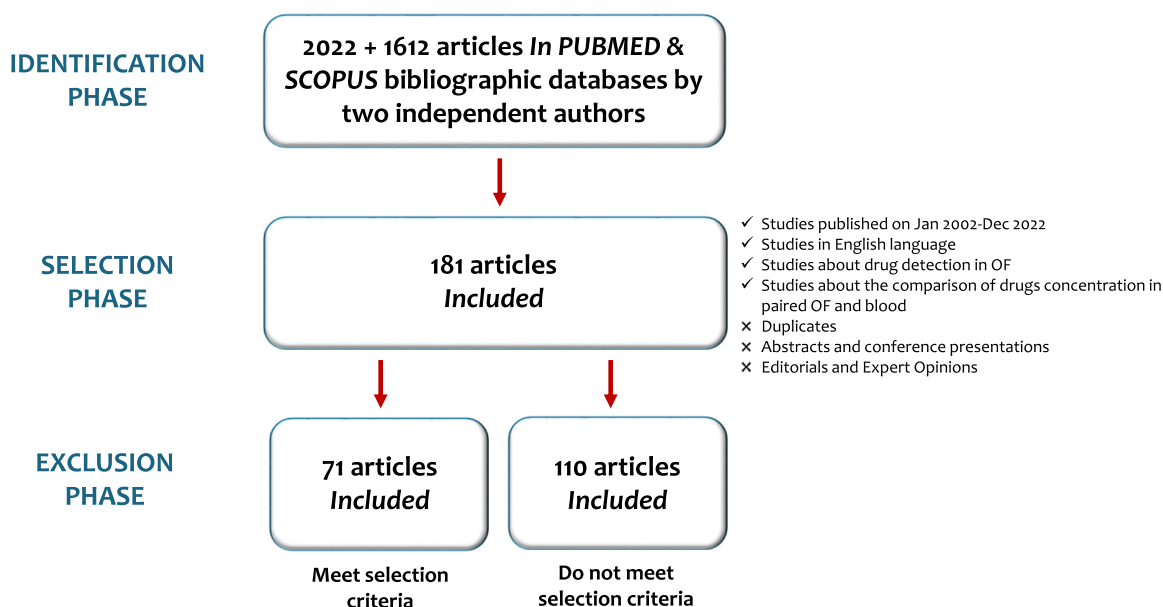 IDENTIFICATION
PHASE
2022 + 1612 articles In PUBMED &
SCOPUS bibliographic databases by
two independent authors
SELECTION
PHASE
181 articles
Included
✓ Studies published on Jan 2002-Dec 2022
✓ Studies in English language
✓ Studies about drug detection in OF
✓ Studies about the comparison of drugs concentration in
paired OF and blood
× Duplicates
× Abstracts and conference presentations
× Editorials and Expert Opinions
EXCLUSION
PHASE
71 articles
Included
110 articles
Included
Meet selection
criteria
Do not meet
selection criteria